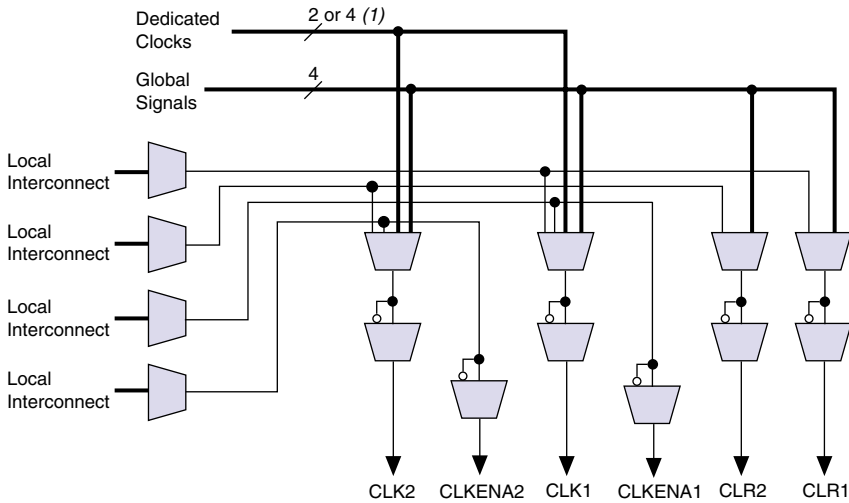 Dedicated
Clocks
2 or 4 (1)
Global
Signals
4
Local
Interconnect
Local
Interconnect
Local
Interconnect
Local
Interconnect
CLK2 CLKENA2 CLK1 CLKENA1 CLR2 CLR1